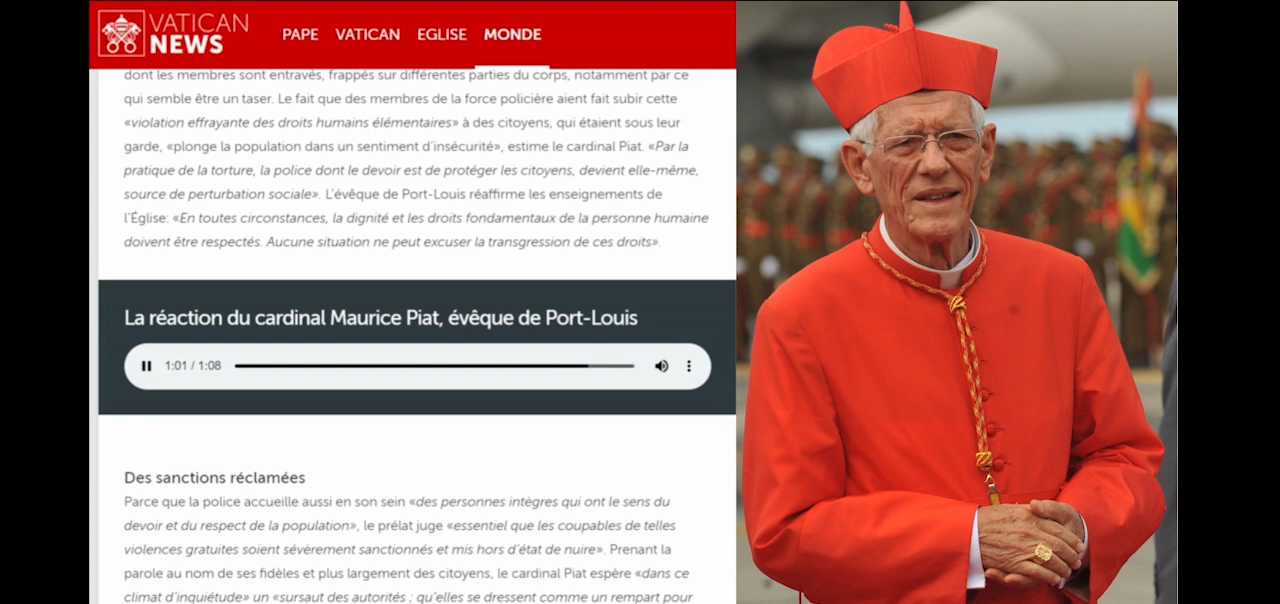 VATICAN
NEWS
PAPE VATICAN EGLISE MONDE
dont les membres sont entravés, frappés sur différentes parties du corps, notamment par ce
qui semble être un taser. Le fait que des membres de la force policière aient fait subir cette
«violation effrayante des droits humains élémentaires» à des citoyens, qui étaient sous leur
garde, «plonge la population dans un sentiment d'insécurité», estime le cardinal Piat. «Par la
pratique de la torture, la police dont le devoir est de protéger les citoyens, devient elle-même,
source de perturbation sociale». L'évêque de Port-Louis réaffirme les enseignements de
l'Église: «En toutes circonstances, la dignité et les droits fondamentaux de la personne humaine
doivent être respectés. Aucune situation ne peut excuser la transgression de ces droits».
La réaction du cardinal Maurice Piat, évêque de Port-Louis
1:01 / 1:08
Des sanctions réclamées
Parce que la police accueille aussi en son sein «des personnes intègres qui ont le sens du
devoir et du respect de la population», le prélat juge «essentiel que les coupables de telles
violences gratuites soient sévèrement sanctionnés et mis hors d'état de nuire». Prenant la
parole au nom de ses fidèles et plus largement des citoyens, le cardinal Piat espère «dans ce
climat d'inquiétude» un «sursaut des autorités ; qu'elles se dressent comme un rempart pour